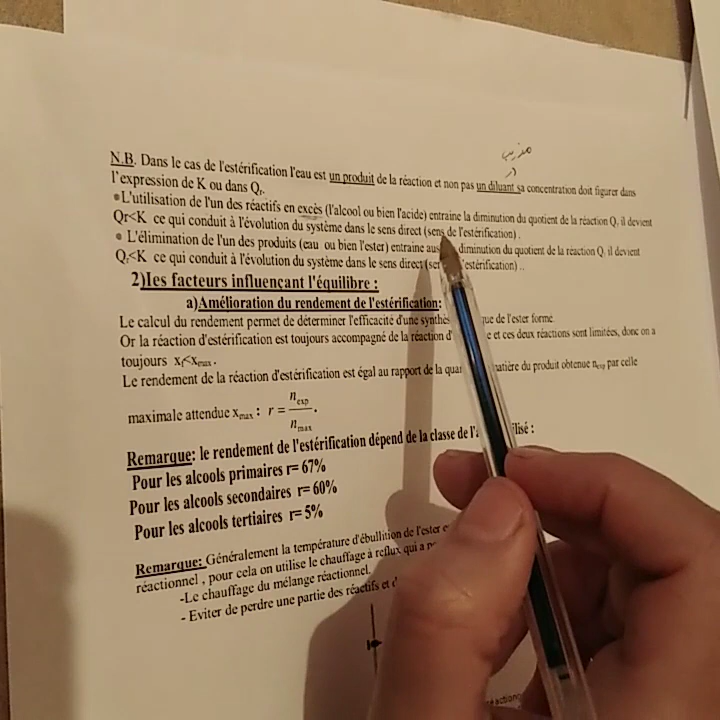 مذيب
N.B. Dans le cas de l'estérification l'eau est un produit de la réaction et non pas un diluant sa concentration doit figurer dans
l'expression de K ou dans Qr.
•L'utilisation de l'un des réactifs en excès (l'alcool ou bien l'acide) entraine la diminution du quotient de la réaction Qr il devient
Qr<K ce qui conduit à l'évolution du système dans le sens direct (sens de l'estérification) .
• L'élimination de l'un des produits (eau ou bien l'ester) entraine diminution du quotient de la réaction Qr il devient
Qr<K ce qui conduit à l'évolution du système dans le sens direct l'estérification) ..
2)les facteurs influençant l'équilibre :
a)Amélioration du rendement de l'estérification:
Le calcul du rendement permet de déterminer l'efficacité d'une de l'ester forme.
Or la réaction d'estérification est toujours accompagné de la réaction et ces deux réactions sont limitées, donc on a
toujours xf<xmax .
Le rendement de la réaction d'estérification est égal au rapport de la matière du produit obtenue nexp par celle
maximale attendue xmax : r = nexp / nmax .
Remarque: le rendement de l'estérification dépend de la classe de :
Pour les alcools primaires r= 67%
Pour les alcools secondaires r= 60%
Pour les alcools tertiaires r= 5%
Remarque: Généralement la température d'ébullition de l'ester
réactionnel , pour cela on utilise le chauffage à reflux qui a
-Le chauffage du mélange réactionnel.
- Eviter de perdre une partie des réactifs et